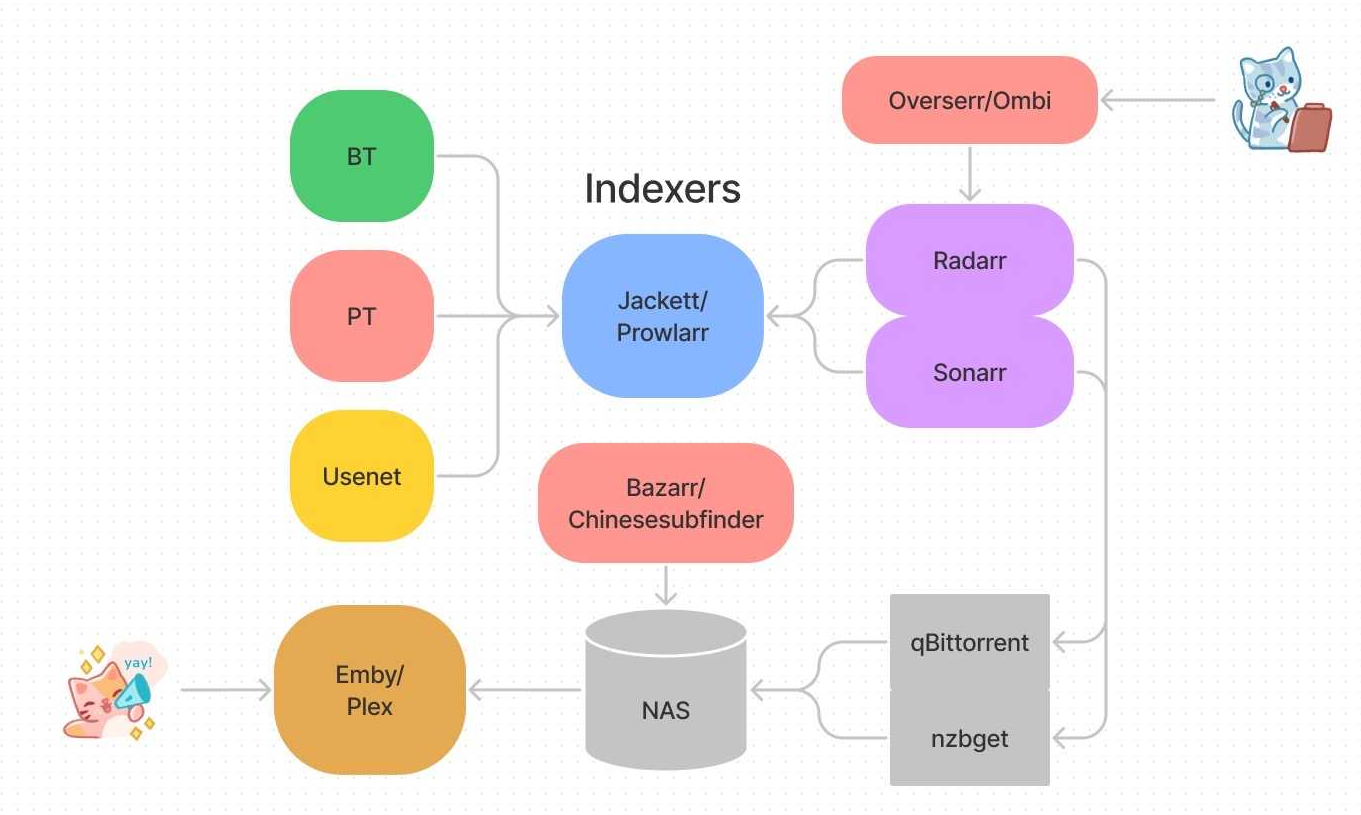 Overserr/Ombi
BT
Indexers
Radarr
Jackett/
Prowlarr
PT
Sonarr
Usenet
Bazarr/
Chinesesubfinder
qBittorrent
yay!
Emby/
Plex
NAS
nzbget